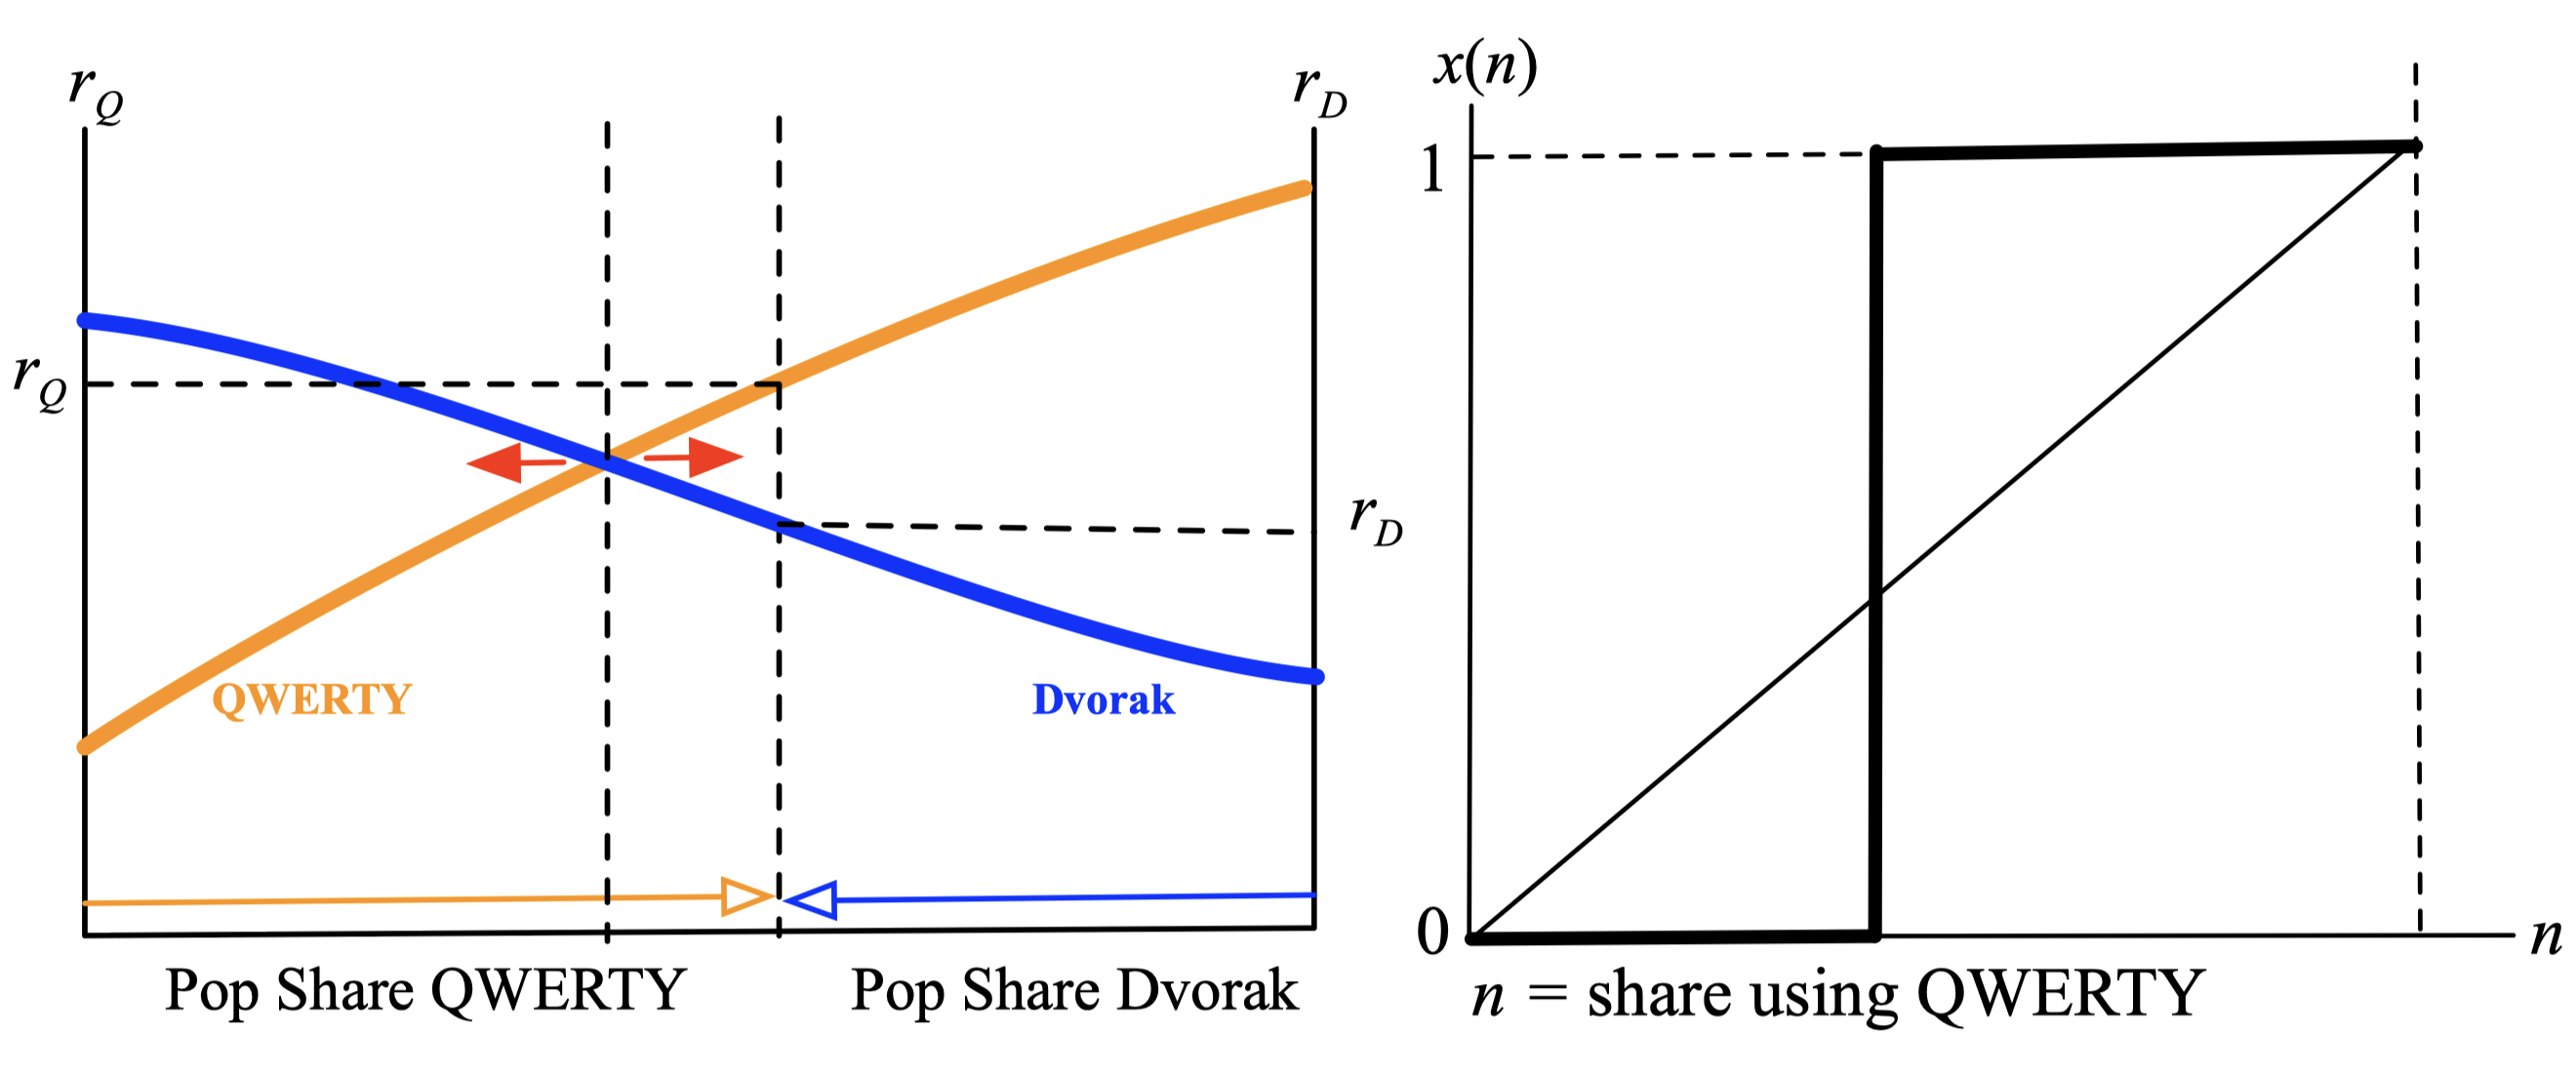 r_Q
r_D
r_Q
r_D
QWERTY
Dvorak
Pop Share QWERTY
Pop Share Dvorak
x(n)
1
0
n
n = share using QWERTY